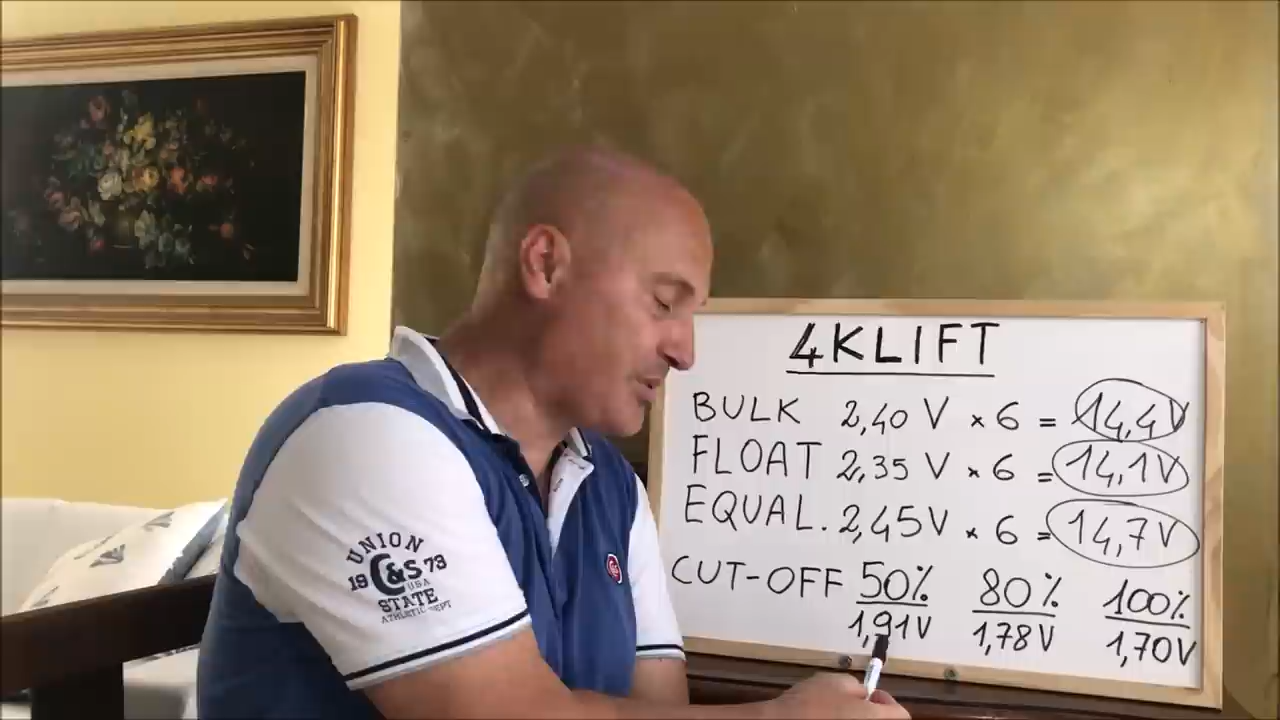 4KLIFT
BULK 2,40 V × 6 = 14,4V
FLOAT 2,35 V × 6 = 14,1V
EQUAL. 2,45V × 6 = 14,7V
CUT-OFF 50% 80% 100%
1,91V 1,78V 1,70V
UNION
19 C&S 73
USA
STATE
ATHLETIC DEPT